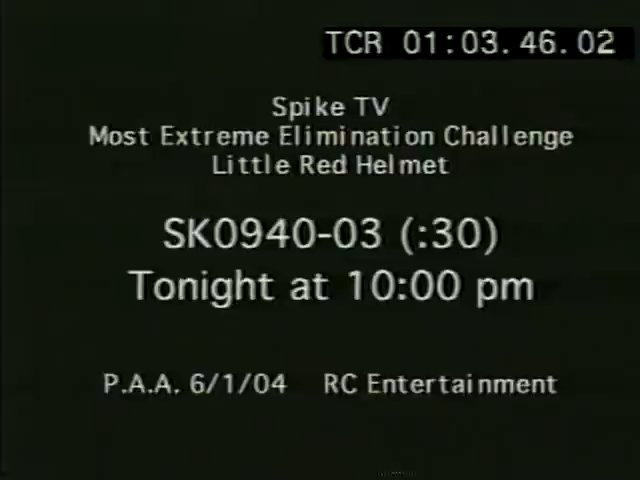 TCR 01:03.46.02
Spike TV
Most Extreme Elimination Challenge
Little Red Helmet
SK0940-03 (:30)
Tonight at 10:00 pm
P.A.A. 6/1/04 RC Entertainment